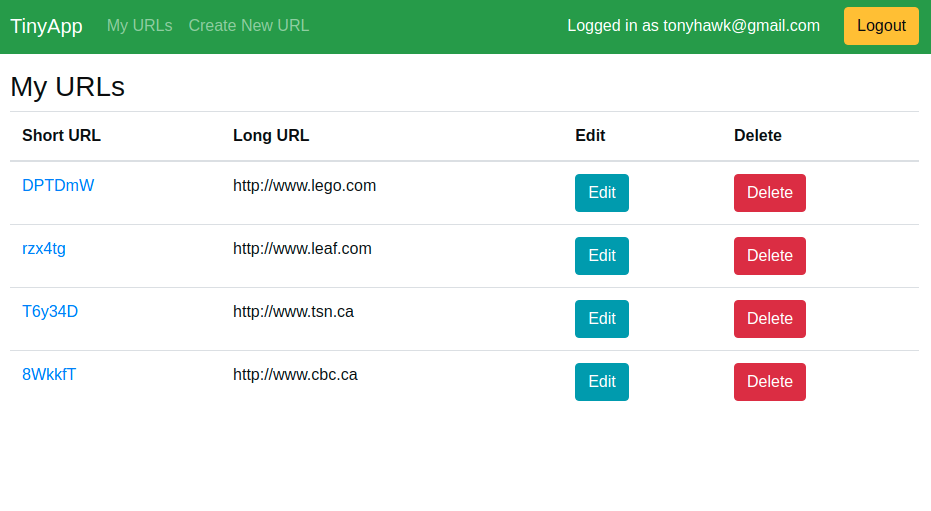 TinyApp My URLs Create New URL Logged in as tonyhawk@gmail.com Logout
My URLs
Short URL Long URL Edit Delete
DPTDmW http://www.lego.com Edit Delete
rzx4tg http://www.leaf.com Edit Delete
T6y34D http://www.tsn.ca Edit Delete
8WkkfT http://www.cbc.ca Edit Delete